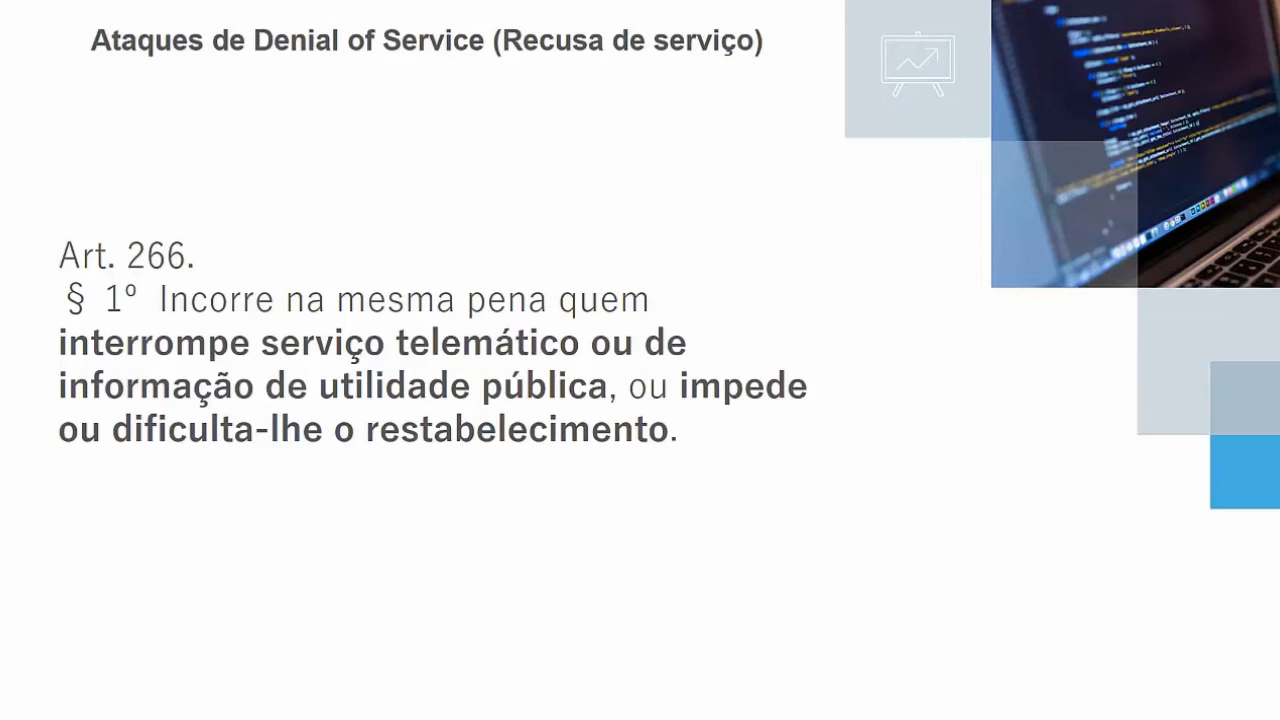 Ataques de Denial of Service (Recusa de serviço)
Art. 266.
§ 1º Incorre na mesma pena quem
interrompe serviço telemático ou de
informação de utilidade pública, ou impede
ou dificulta-lhe o restabelecimento.